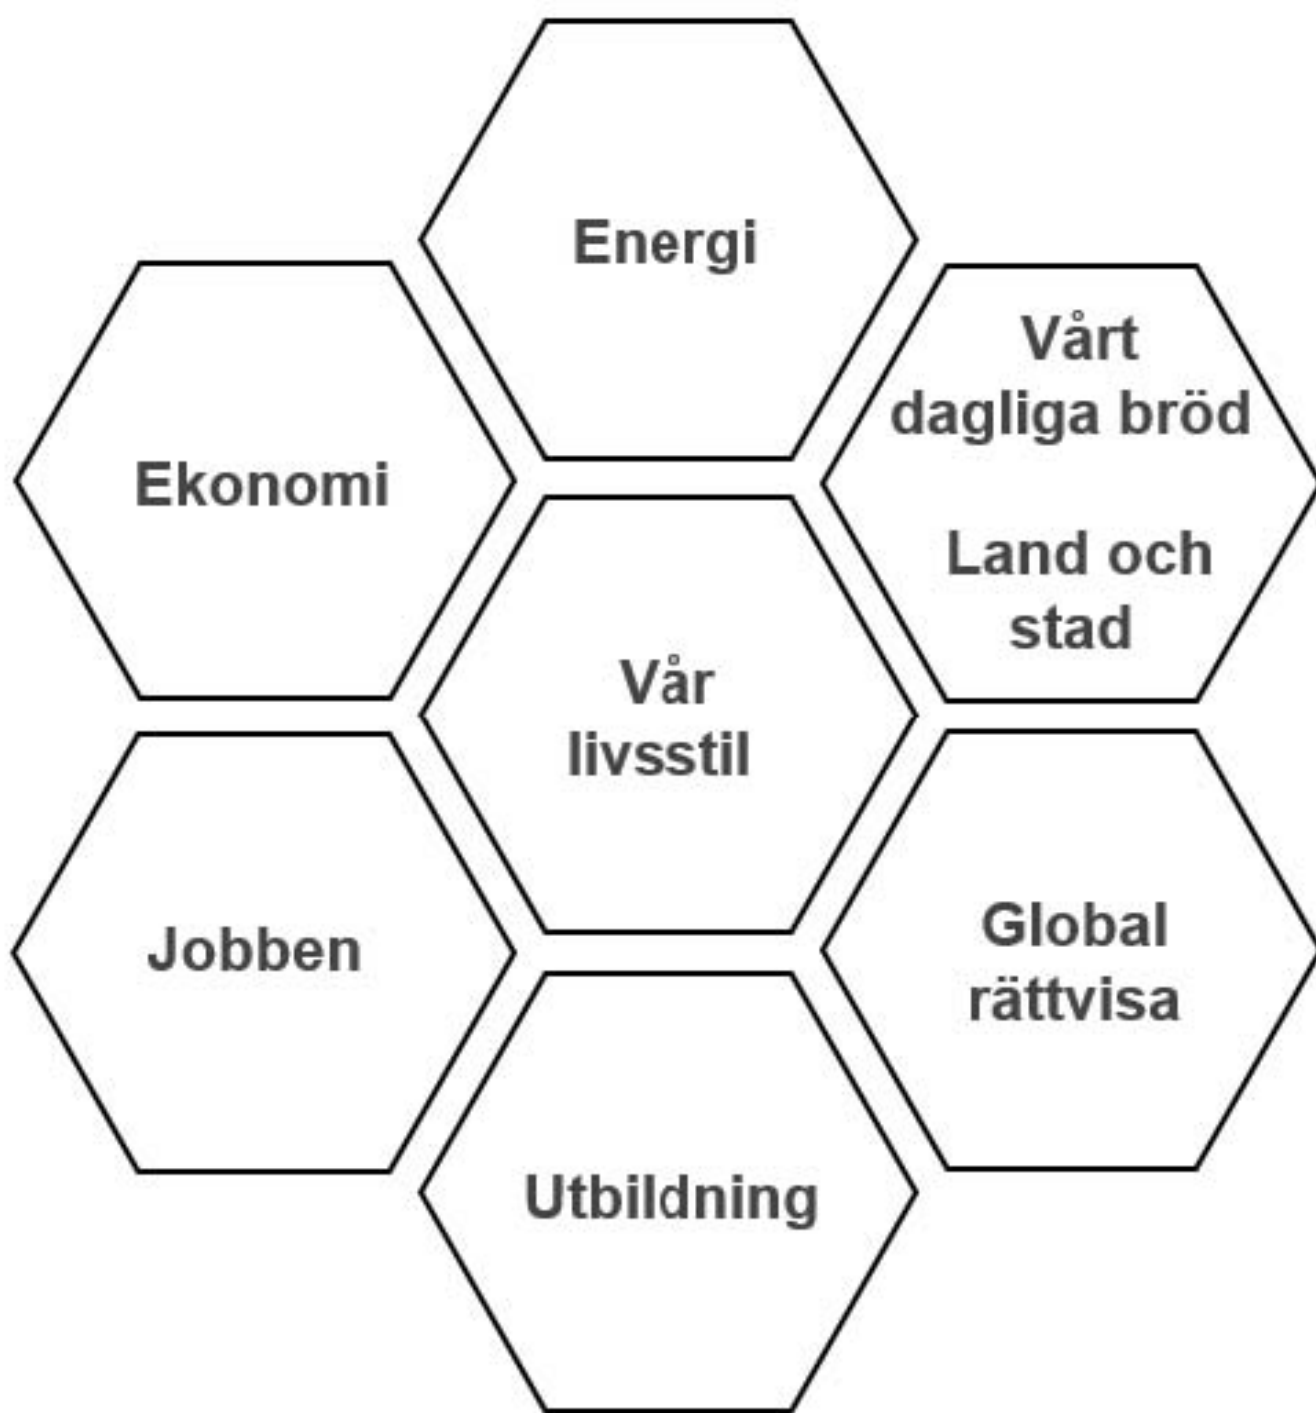 Energi
Vårt
dagliga bröd
Land och
stad
Ekonomi
Vår
livsstil
Jobben
Global
rättvisa
Utbildning